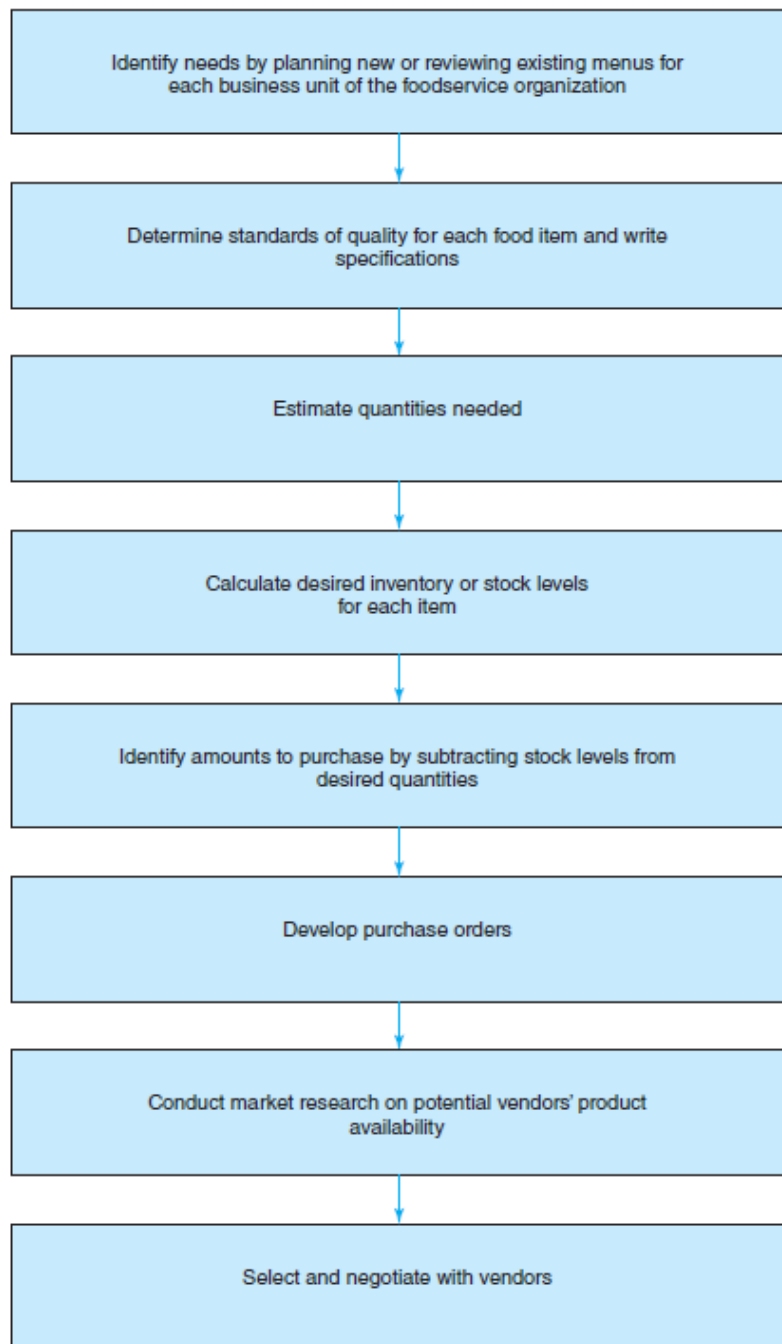 Identify needs by planning new or reviewing existing menus for
each business unit of the foodservice organization
Determine standards of quality for each food item and write
specifications
Estimate quantities needed
Calculate desired inventory or stock levels
for each item
Identify amounts to purchase by subtracting stock levels from
desired quantities
Develop purchase orders
Conduct market research on potential vendors' product
availability
Select and negotiate with vendors